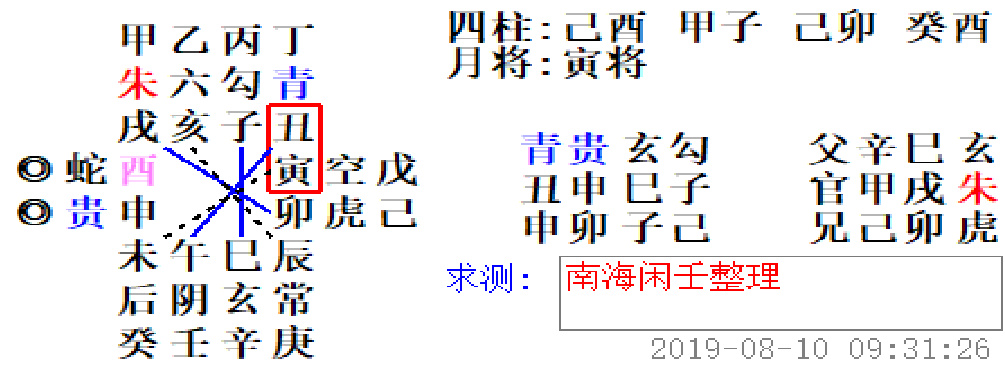 甲 乙 丙 丁
朱 六 勾 青
戌 亥 子 丑
◎ 蛇 酉 寅 空 戊
◎ 贵 申 卯 虎 己
未 午 巳 辰
后 阴 玄 常
癸 壬 辛 庚
四柱: 己酉 甲子 己卯 癸酉
月将: 寅将
青 贵 玄 勾 父 辛 巳 玄
丑 申 巳 子 官 甲 戌 朱
申 卯 子 己 兄 己 卯 虎
求测: 南海闲壬整理
2019-08-10 09:31:26